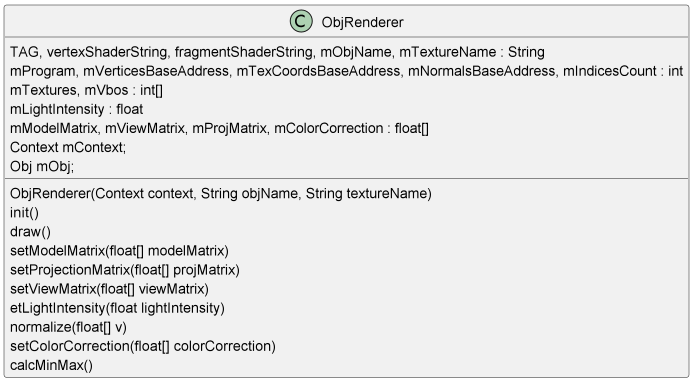 C ObjRenderer
TAG, vertexShaderString, fragmentShaderString, mObjName, mTextureName : String
mProgram, mVerticesBaseAddress, mTexCoordsBaseAddress, mNormalsBaseAddress, mIndicesCount : int
mTextures, mVbos : int[]
mLightIntensity : float
mModelMatrix, mViewMatrix, mProjMatrix, mColorCorrection : float[]
Context mContext;
Obj mObj;
ObjRenderer(Context context, String objName, String textureName)
init()
draw()
setModelMatrix(float[] modelMatrix)
setProjectionMatrix(float[] projMatrix)
setViewMatrix(float[] viewMatrix)
etLightIntensity(float lightIntensity)
normalize(float[] v)
setColorCorrection(float[] colorCorrection)
calcMinMax()